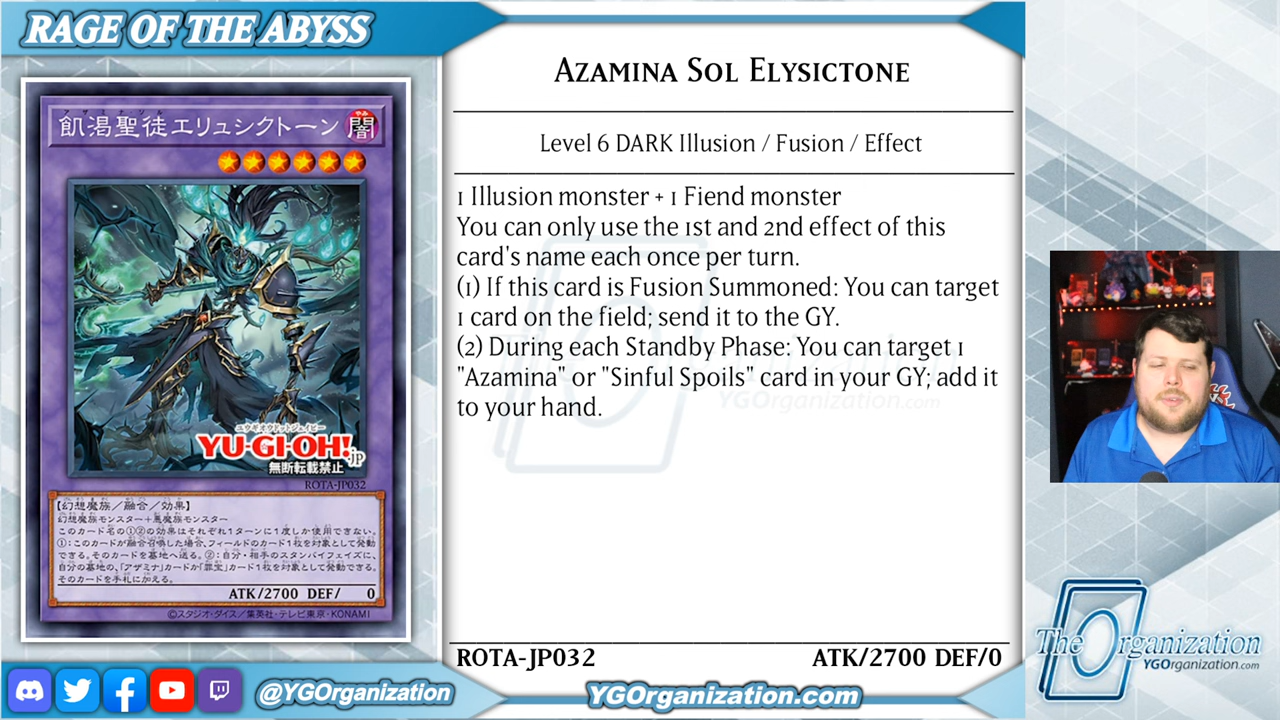 RAGE OF THE ABYSS
飢渇聖徒エリュシクトーン
闇
ユウギオウドットジェイピー
YU-GI-OH!.jp
無断転載禁止
ROTA-JP032
【幻想魔族/融合/効果】
幻想魔族モンスター+悪魔族モンスター
このカード名の①②の効果はそれぞれ1ターンに1度しか使用できない。
①:このカードが融合召喚した場合、フィールドのカード1枚を対象として発動
できる。そのカードを墓地へ送る。②:自分・相手のスタンバイフェイズに、
自分の墓地の、「アザミナ」カードか「罪宝」カード1枚を対象として発動できる。
そのカードを手札に加える。
ATK/2700 DEF/ 0
©スタジオ・ダイス/集英社・テレビ東京・KONAMI
Azamina Sol Elysictone
Level 6 DARK Illusion / Fusion / Effect
1 Illusion monster + 1 Fiend monster
You can only use the 1st and 2nd effect of this
card's name each once per turn.
(1) If this card is Fusion Summoned: You can target
1 card on the field; send it to the GY.
(2) During each Standby Phase: You can target 1
"Azamina" or "Sinful Spoils" card in your GY; add it
to your hand.
YGOrganization.com
ROTA-JP032 ATK/2700 DEF/0
The Organization
YGOrganization.com
@YGOrganization
YGOrganization.com